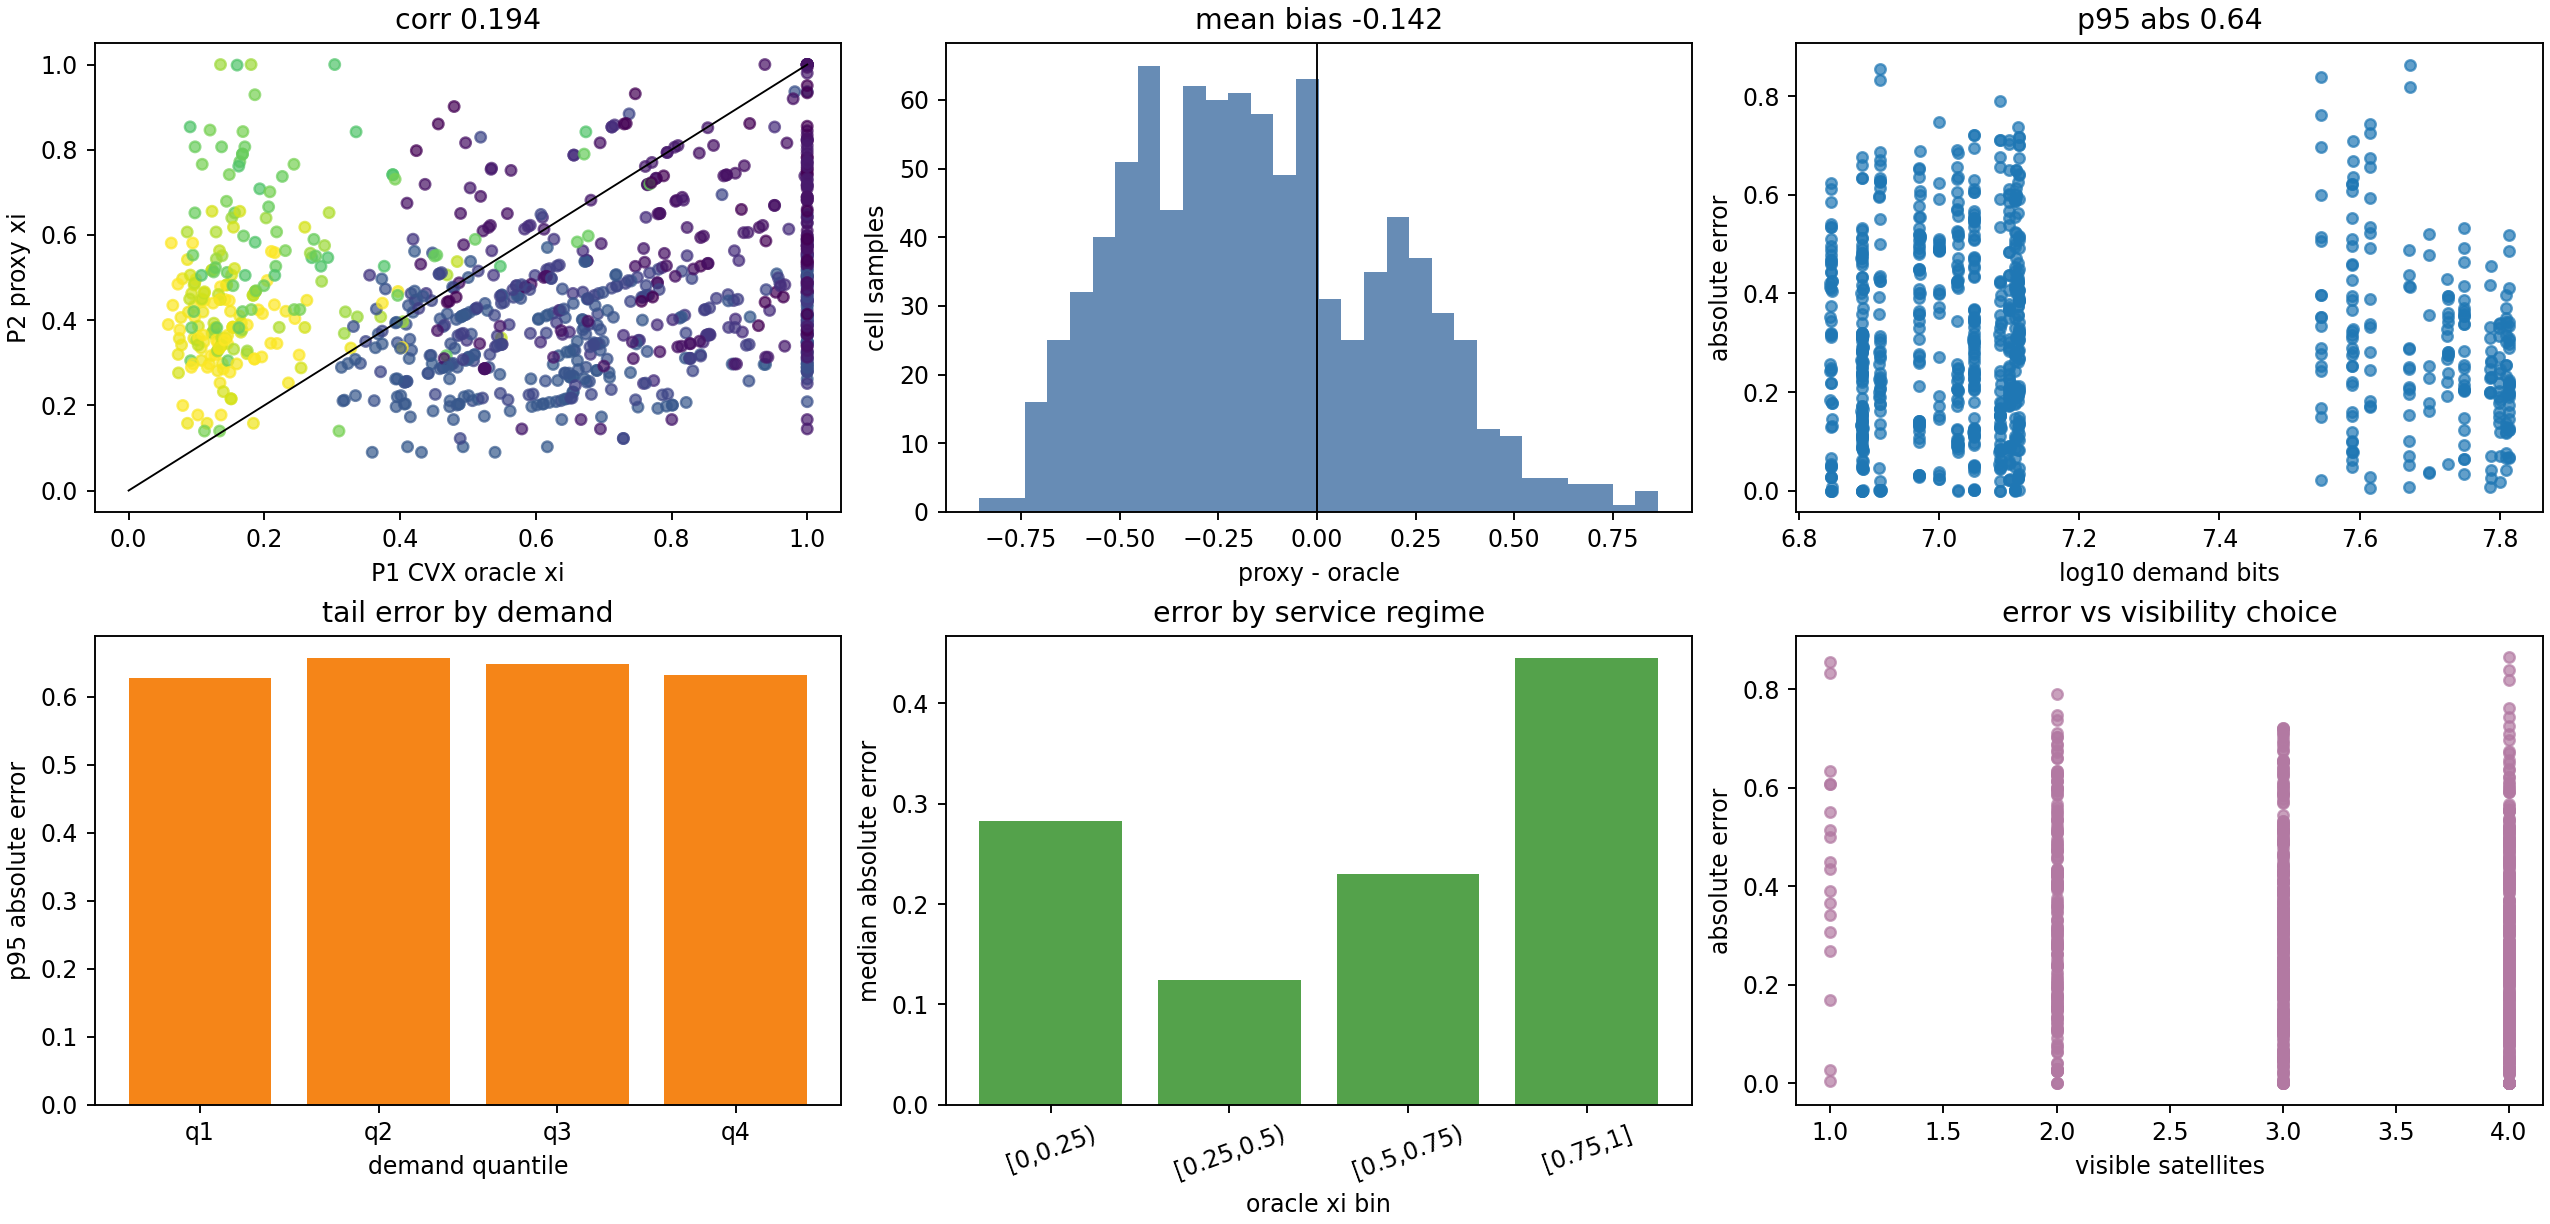 corr 0.194
1.0
0.8
0.6
0.4
0.2
0.0
P2 proxy xi
0.0 0.2 0.4 0.6 0.8 1.0
P1 CVX oracle xi
mean bias -0.142
60
50
40
30
20
10
0
cell samples
−0.75 −0.50 −0.25 0.00 0.25 0.50 0.75
proxy - oracle
p95 abs 0.64
0.8
0.6
0.4
0.2
0.0
absolute error
6.8 7.0 7.2 7.4 7.6 7.8
log10 demand bits
tail error by demand
0.6
0.5
0.4
0.3
0.2
0.1
0.0
p95 absolute error
q1 q2 q3 q4
demand quantile
error by service regime
0.4
0.3
0.2
0.1
0.0
median absolute error
[0,0.25) [0.25,0.5) [0.5,0.75) [0.75,1]
oracle xi bin
error vs visibility choice
0.8
0.6
0.4
0.2
0.0
absolute error
1.0 1.5 2.0 2.5 3.0 3.5 4.0
visible satellites